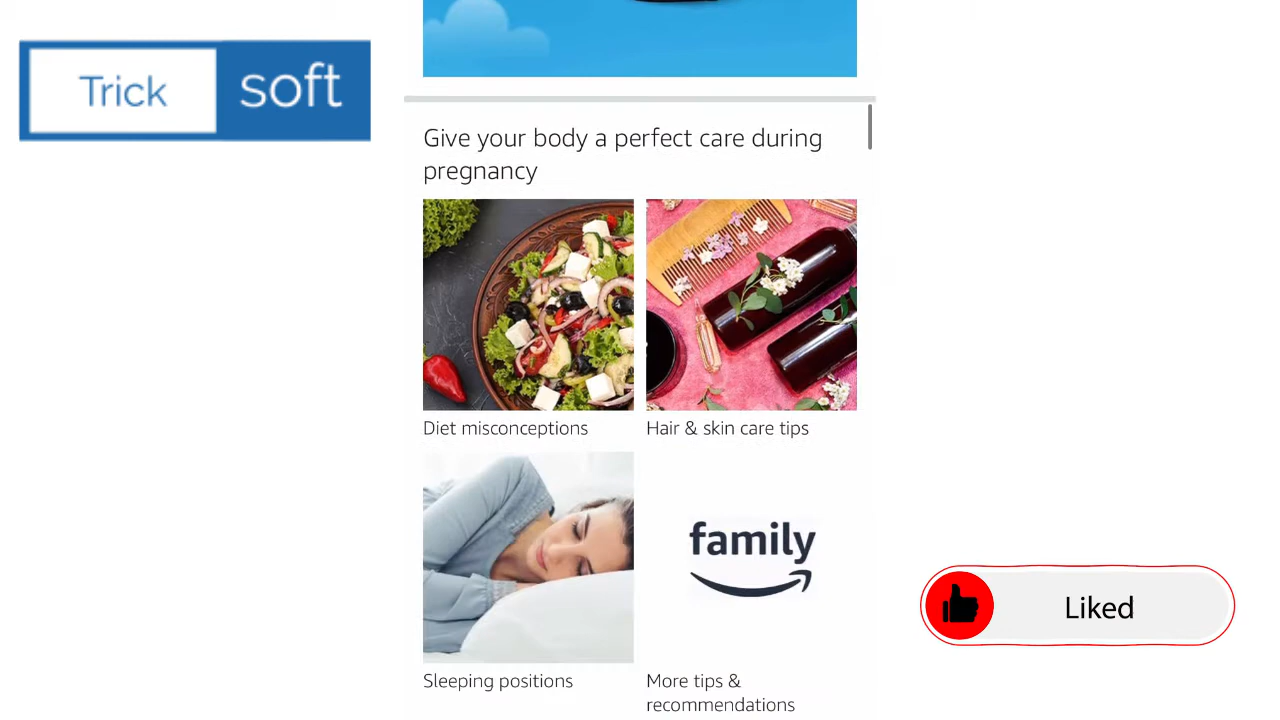 Trick soft
Give your body a perfect care during
pregnancy
Diet misconceptions
Hair & skin care tips
family
Sleeping positions
More tips &
recommendations
Liked